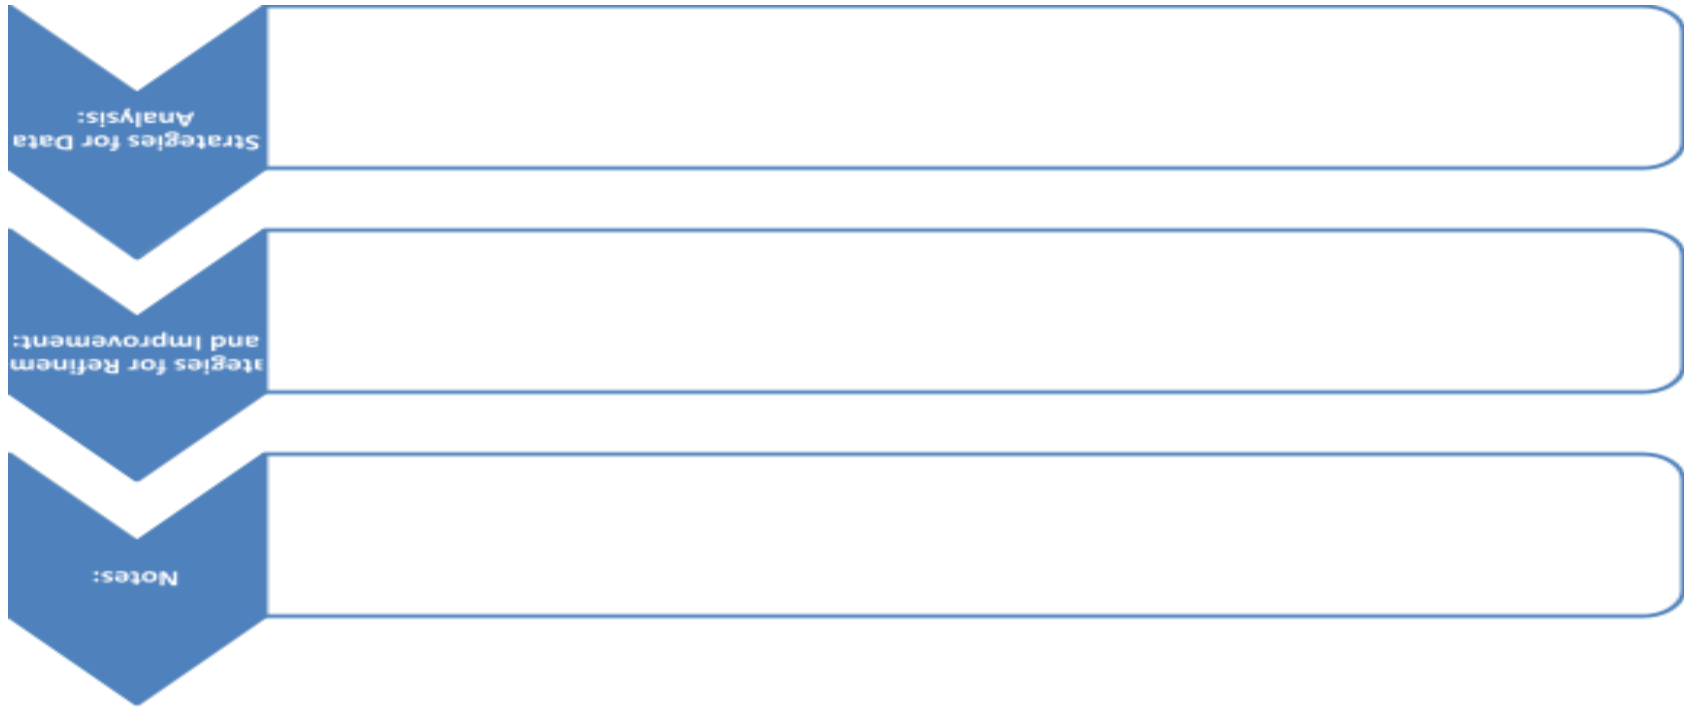 Strategies for Data
Analysis:
ategies for Refinem
and Improvement:
Notes: